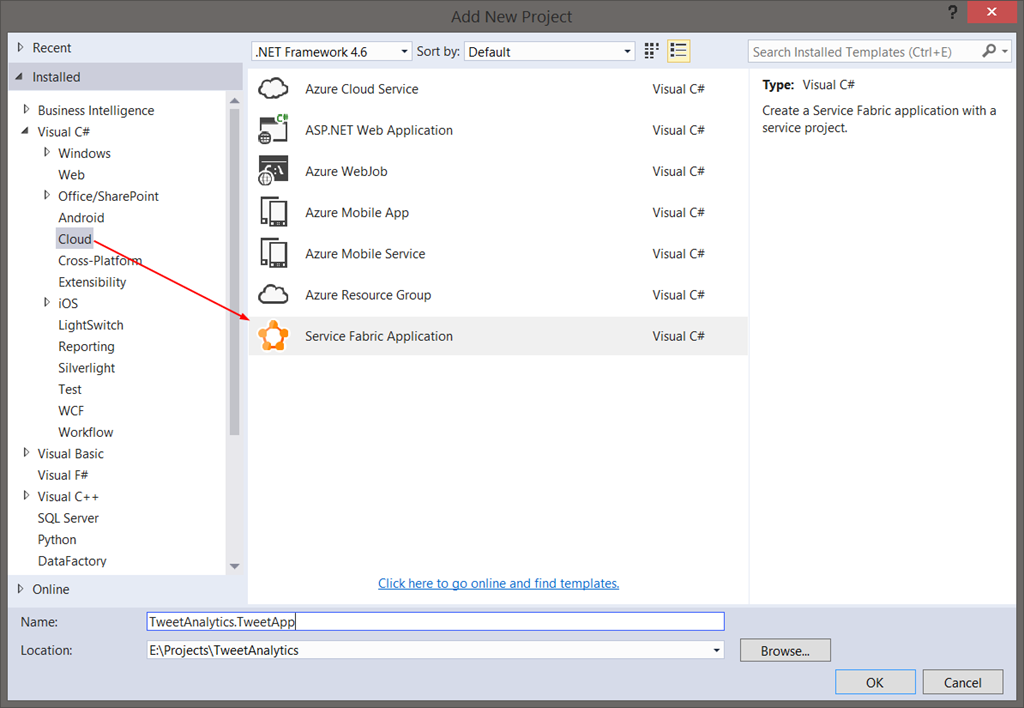 Add New Project
?
Recent
.NET Framework 4.6 Sort by: Default
Search Installed Templates (Ctrl+E)
Installed
Business Intelligence
Visual C#
Windows
Web
Office/SharePoint
Android
Cloud
Cross-Platform
Extensibility
iOS
LightSwitch
Reporting
Silverlight
Test
WCF
Workflow
Visual Basic
Visual F#
Visual C++
SQL Server
Python
DataFactory
Online
Azure Cloud Service Visual C#
C#
ASP.NET Web Application Visual C#
Azure WebJob Visual C#
Azure Mobile App Visual C#
Azure Mobile Service Visual C#
Azure Resource Group Visual C#
Service Fabric Application Visual C#
Click here to go online and find templates.
Type: Visual C#
Create a Service Fabric application with a
service project.
Name: TweetAnalytics.TweetApp
Location: E:\Projects\TweetAnalytics Browse...
OK Cancel